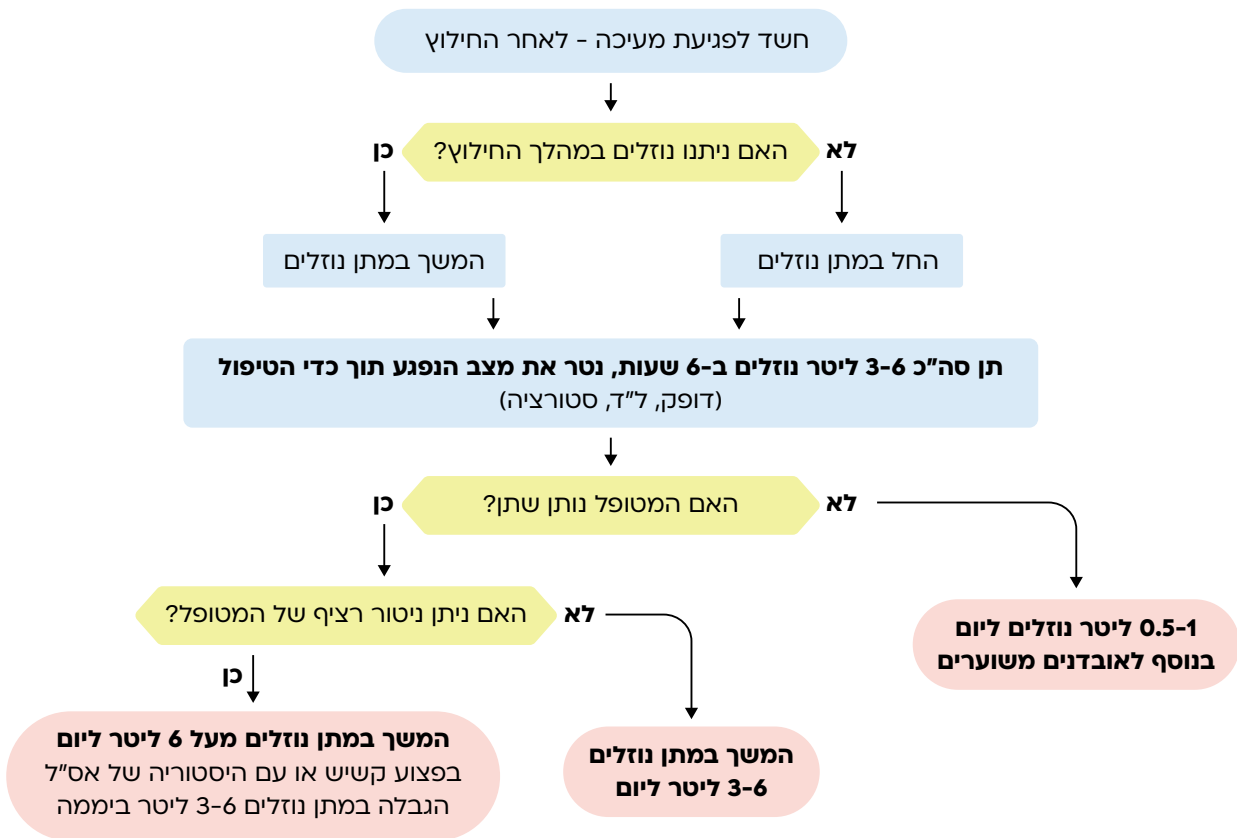 חשד לפגיעת מעיכה - לאחר החילוץ
האם ניתנו נוזלים במהלך החילוץ?
לא
כן
החל במתן נוזלים
המשך במתן נוזלים
תן סה"כ 3-6 ליטר נוזלים ב-6 שעות, נטר את מצב הנפגע תוך כדי הטיפול
(דופק, ל"ד, סטורציה)
האם המטופל נותן שתן?
לא
כן
0.5-1 ליטר נוזלים ליום
בנוסף לאובדנים משוערים
האם ניתן ניטור רציף של המטופל?
לא
כן
המשך במתן נוזלים
3-6 ליטר ליום
המשך במתן נוזלים מעל 6 ליטר ליום
בפצוע קשיש או עם היסטוריה של אס"ל
הגבלה במתן נוזלים 3-6 ליטר ביממה